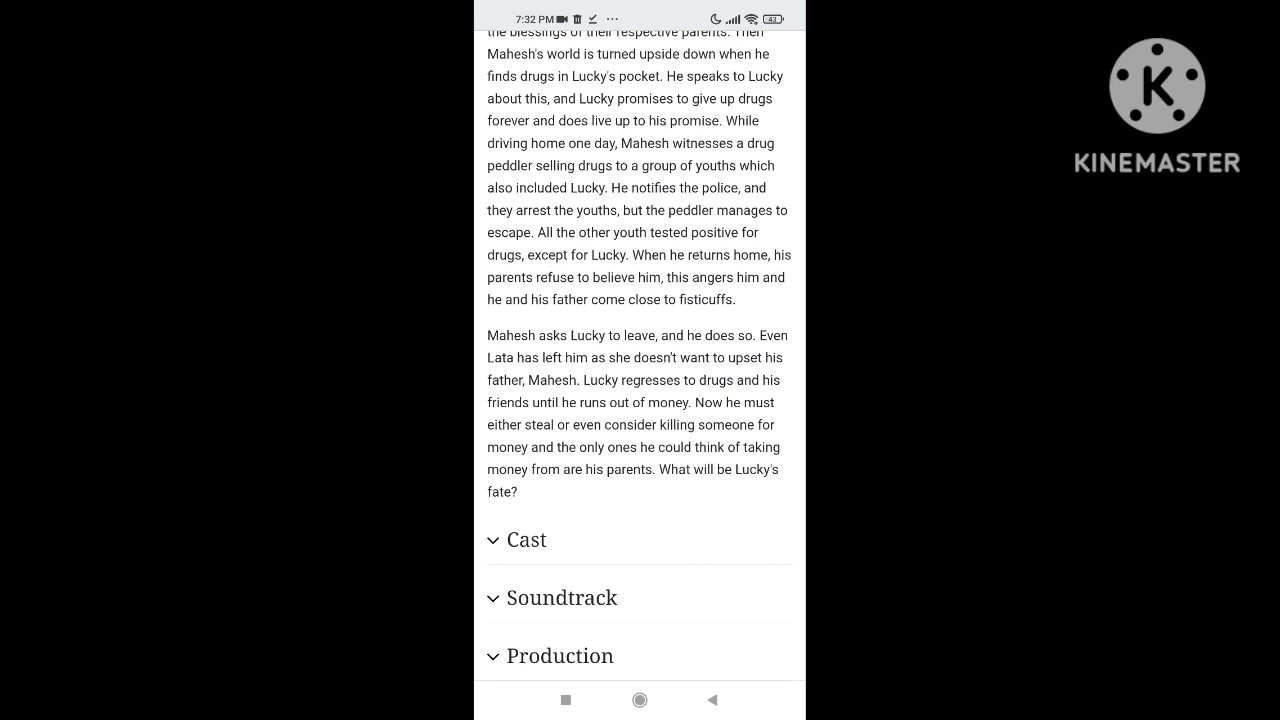 7:32 PM
43
the blessings of their respective parents. Then
Mahesh's world is turned upside down when he
finds drugs in Lucky's pocket. He speaks to Lucky
about this, and Lucky promises to give up drugs
forever and does live up to his promise. While
driving home one day, Mahesh witnesses a drug
peddler selling drugs to a group of youths which
also included Lucky. He notifies the police, and
they arrest the youths, but the peddler manages to
escape. All the other youth tested positive for
drugs, except for Lucky. When he returns home, his
parents refuse to believe him, this angers him and
he and his father come close to fisticuffs.
Mahesh asks Lucky to leave, and he does so. Even
Lata has left him as she doesn't want to upset his
father, Mahesh. Lucky regresses to drugs and his
friends until he runs out of money. Now he must
either steal or even consider killing someone for
money and the only ones he could think of taking
money from are his parents. What will be Lucky's
fate?
Cast
Soundtrack
Production
K
KINEMASTER